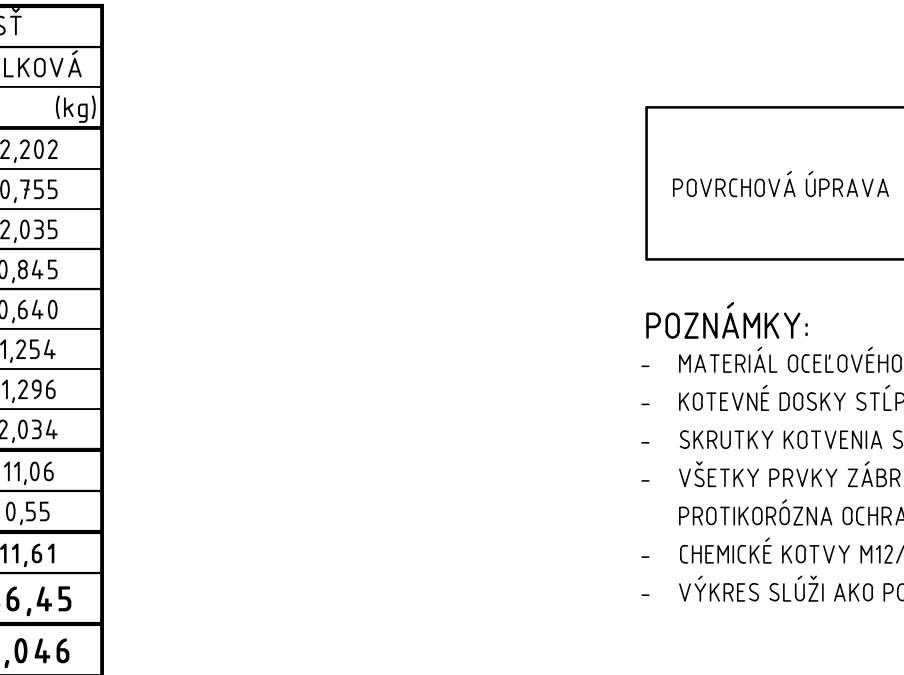 SŤ
LKOVÁ
(kg)
2,202
0,755
2,035
0,845
0,640
1,254
1,296
2,034
11,06
0,55
11,61
6,45
,046
POVRCHOVÁ ÚPRAVA
POZNÁMKY:
- MATERIÁL OCEĽOVÉHO
- KOTEVNÉ DOSKY STĹP
- SKRUTKY KOTVENIA S
- VŠETKY PRVKY ZÁBR
PROTIKORÓZNA OCHRA
- CHEMICKÉ KOTVY M12/
- VÝKRES SLÚŽI AKO PO